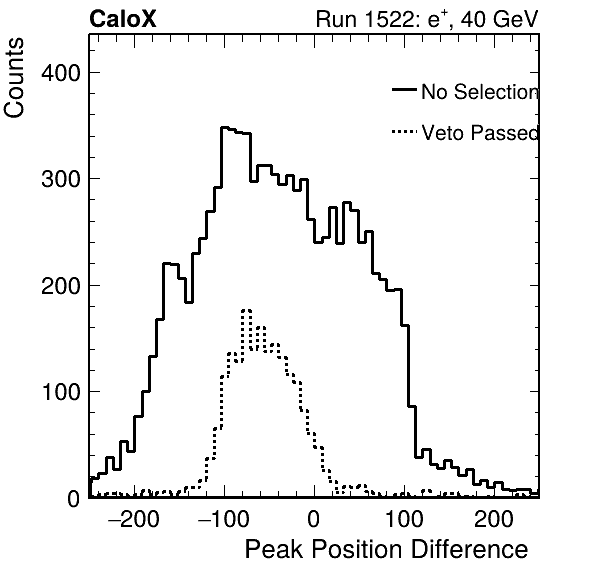 CaloX Run 1522: e⁺, 40 GeV
Counts
400
No Selection
Veto Passed
300
200
100
0
−200 −100 0 100 200
Peak Position Difference